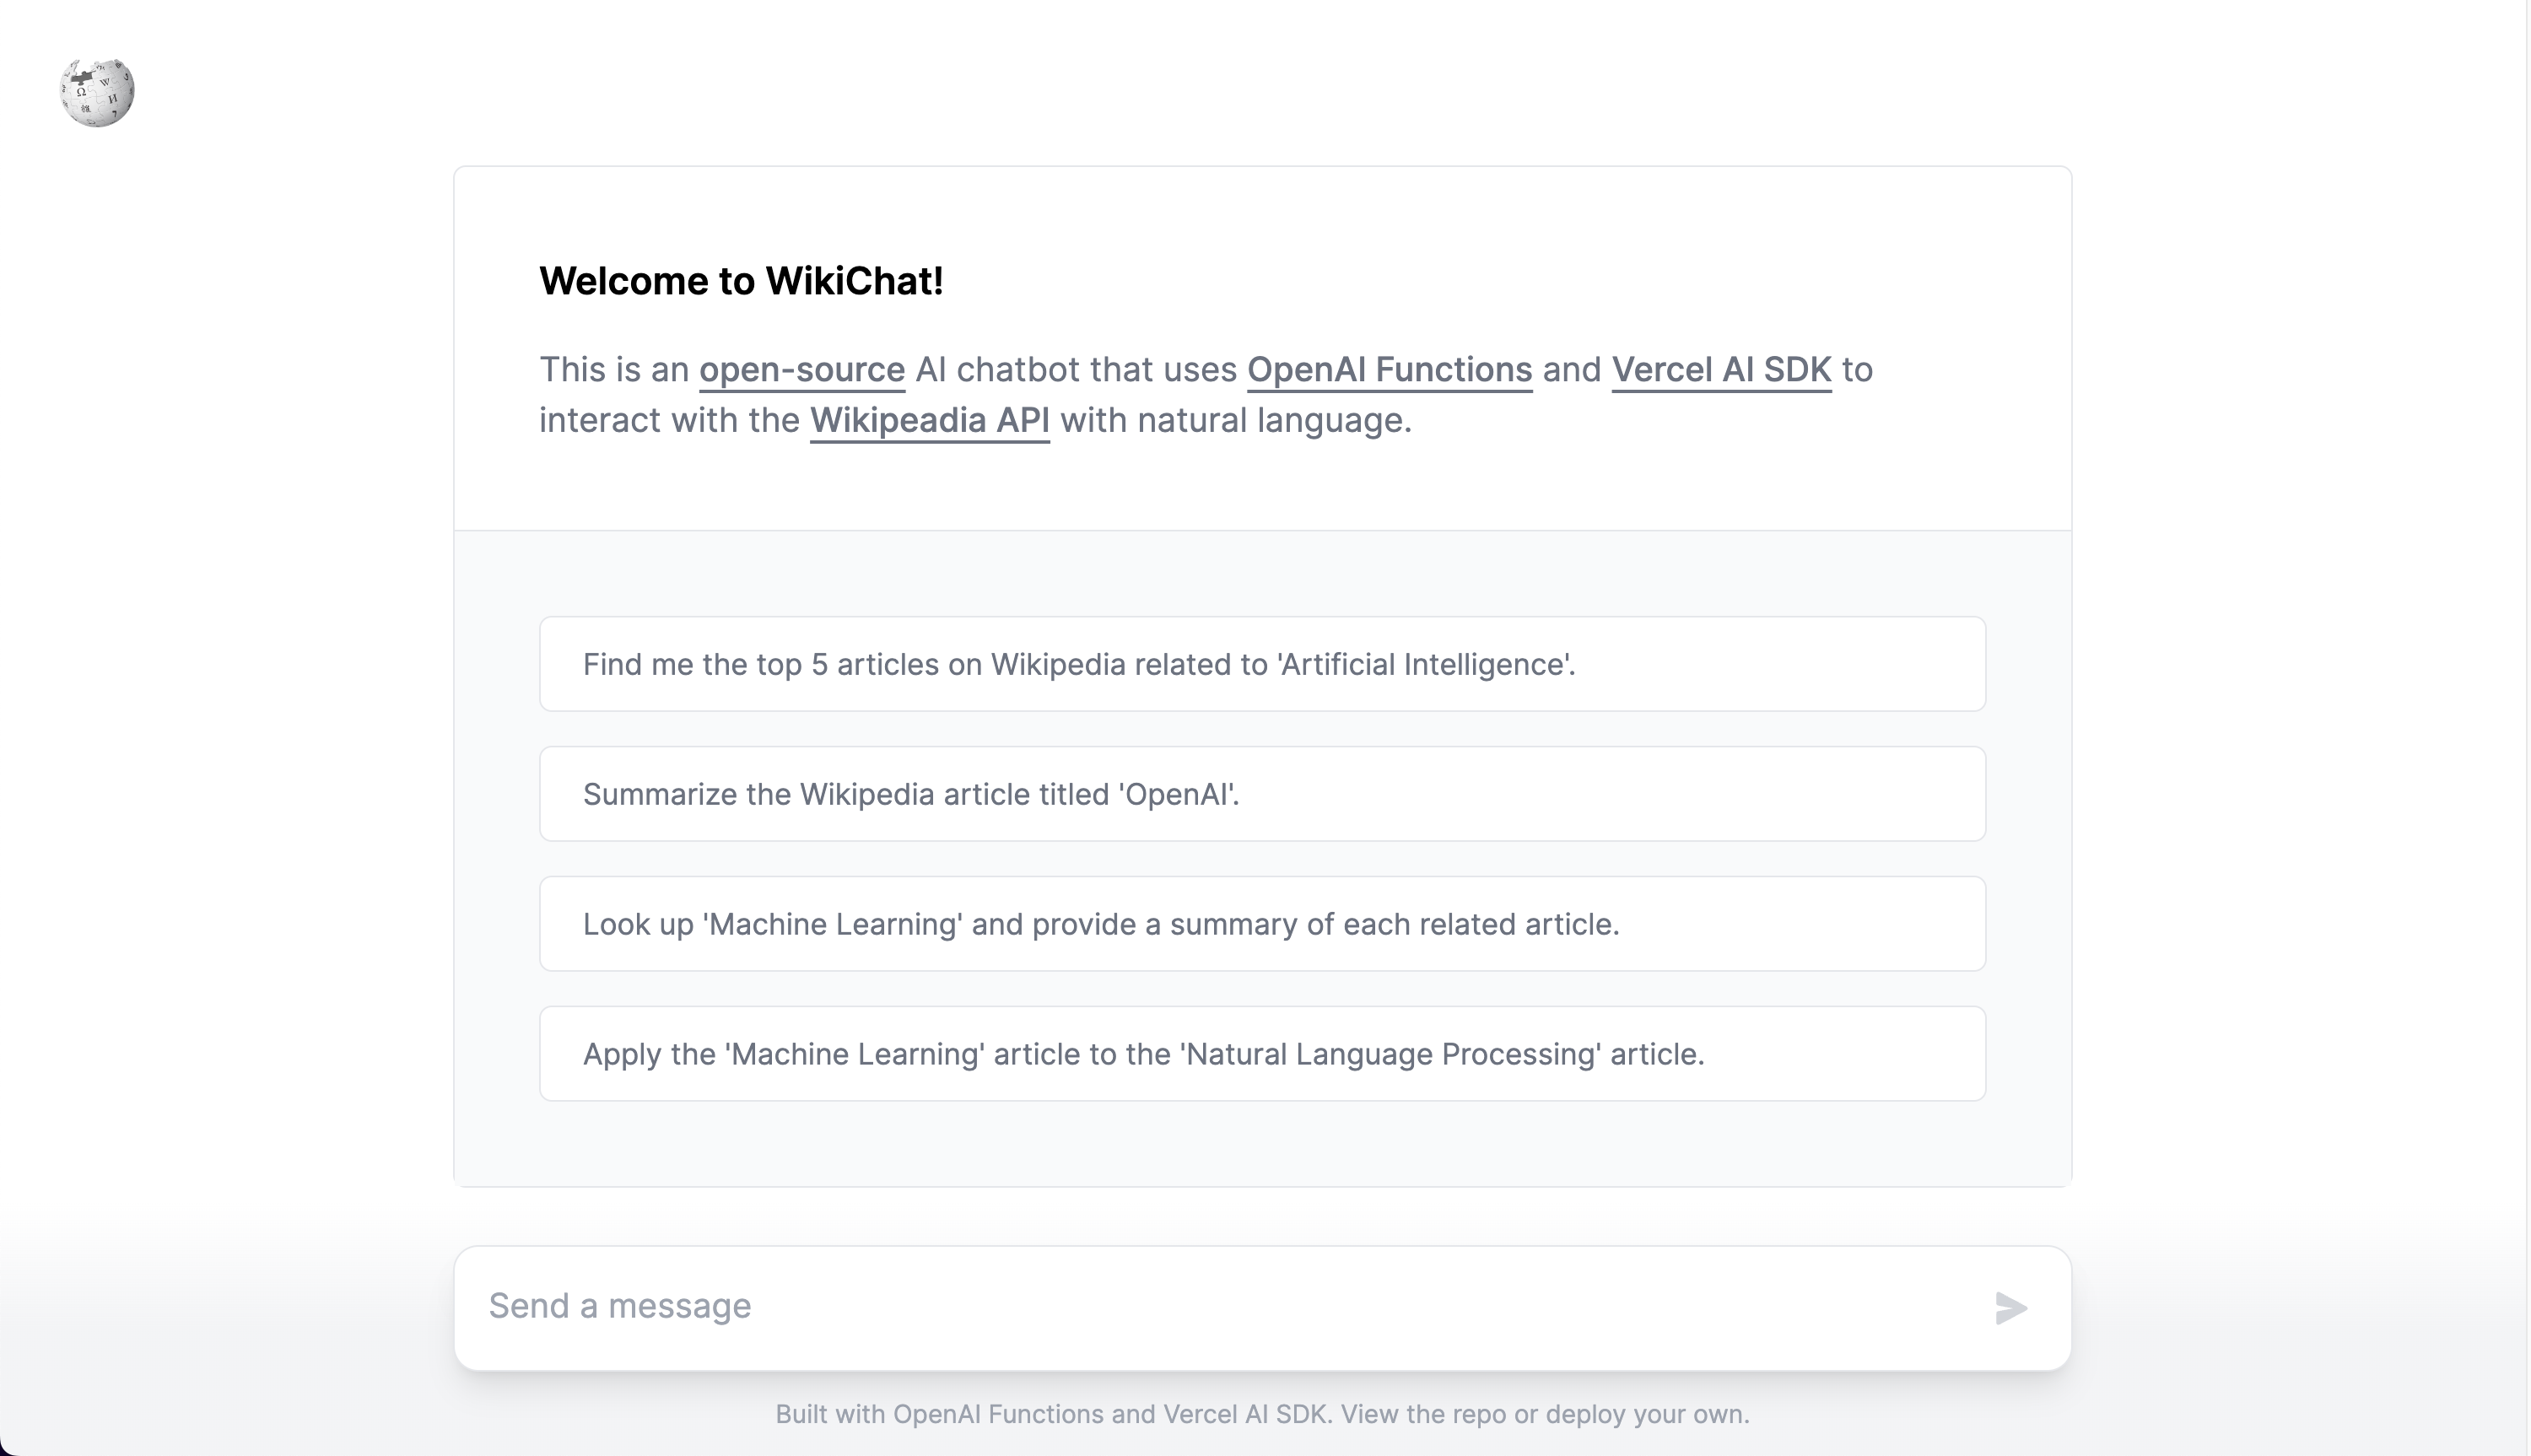 Welcome to WikiChat!
This is an open-source AI chatbot that uses OpenAI Functions and Vercel AI SDK to
interact with the Wikipeadia API with natural language.
Find me the top 5 articles on Wikipedia related to 'Artificial Intelligence'.
Summarize the Wikipedia article titled 'OpenAI'.
Look up 'Machine Learning' and provide a summary of each related article.
Apply the 'Machine Learning' article to the 'Natural Language Processing' article.
Send a message
Built with OpenAI Functions and Vercel AI SDK. View the repo or deploy your own.